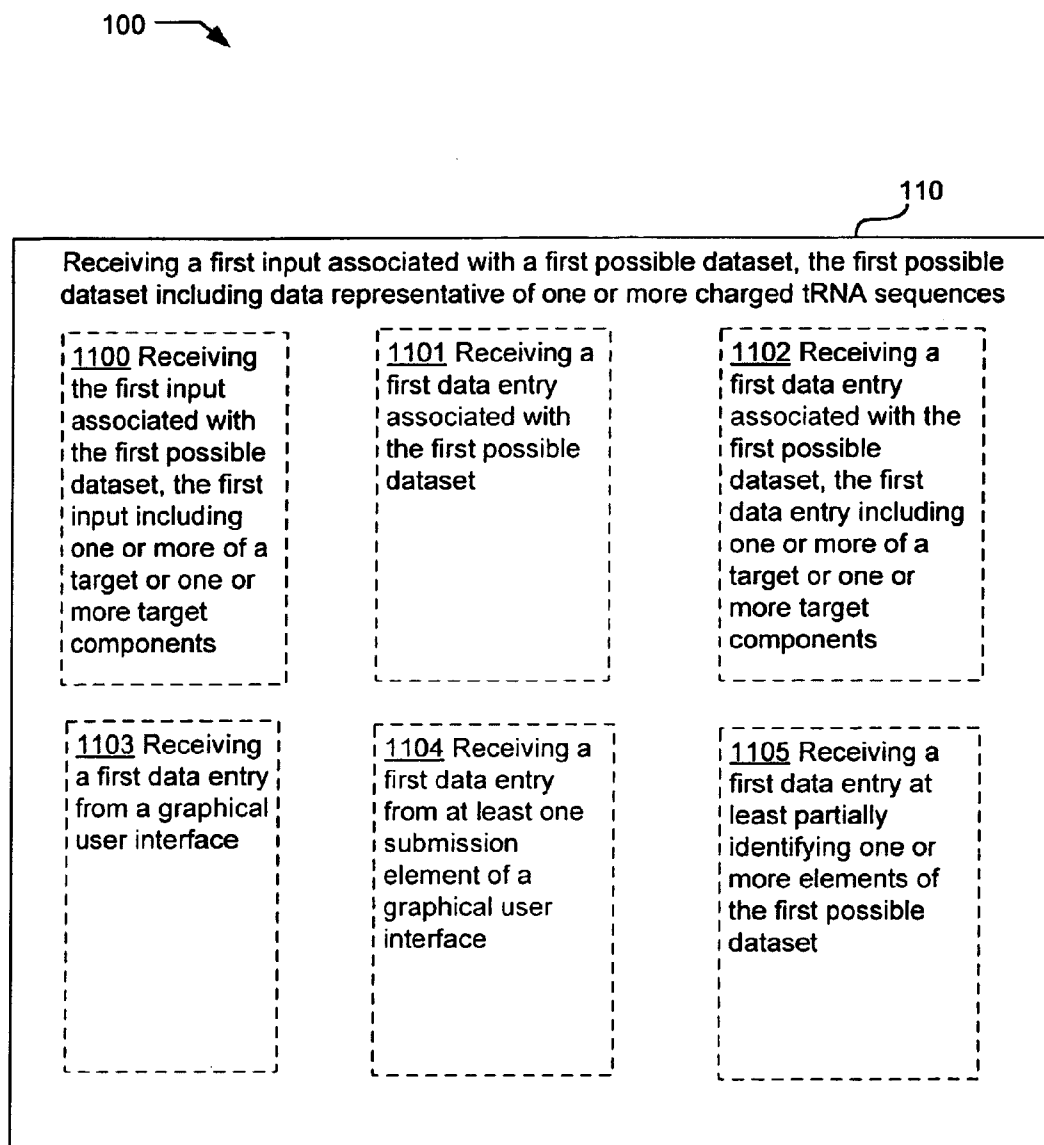 100
110
Receiving a first input associated with a first possible dataset, the first possible
dataset including data representative of one or more charged tRNA sequences
1100 Receiving
the first input
associated with
the first possible
dataset, the first
input including
one or more of a
target or one or
more target
components
1101 Receiving a
first data entry
associated with
the first possible
dataset
1102 Receiving a
first data entry
associated with the
first possible
dataset, the first
data entry including
one or more of a
target or one or
more target
components
1103 Receiving
a first data entry
from a graphical
user interface
1104 Receiving a
first data entry
from at least one
submission
element of a
graphical user
interface
1105 Receiving a
first data entry at
least partially
identifying one or
more elements of
the first possible
dataset